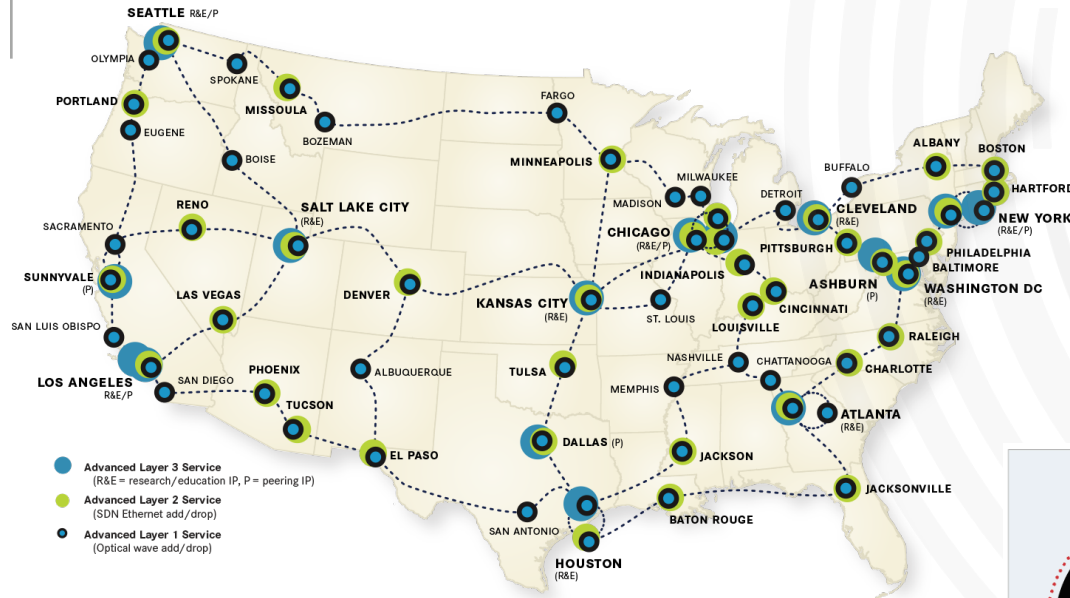 SEATTLE R&E/P
OLYMPIA
SPOKANE
PORTLAND
MISSOULA
EUGENE
BOZEMAN
BOISE
FARGO
MINNEAPOLIS
MILWAUKEE
MADISON
DETROIT
BUFFALO
ALBANY
BOSTON
HARTFORD
RENO
SALT LAKE CITY
(R&E)
SACRAMENTO
CHICAGO
(R&E/P)
CLEVELAND
(R&E)
NEW YORK
(R&E/P)
PITTSBURGH
PHILADELPHIA
BALTIMORE
SUNNYVALE
(P)
LAS VEGAS
DENVER
KANSAS CITY
(R&E)
INDIANAPOLIS
ASHBURN
(P)
WASHINGTON DC
(R&E)
ST. LOUIS
CINCINNATI
LOUISVILLE
SAN LUIS OBISPO
RALEIGH
LOS ANGELES
R&E/P
SAN DIEGO
PHOENIX
TUCSON
ALBUQUERQUE
TULSA
NASHVILLE
CHATTANOOGA
CHARLOTTE
MEMPHIS
ATLANTA
(R&E)
EL PASO
DALLAS (P)
JACKSON
JACKSONVILLE
BATON ROUGE
SAN ANTONIO
HOUSTON
(R&E)
Advanced Layer 3 Service
(R&E = research/education IP, P = peering IP)
Advanced Layer 2 Service
(SDN Ethernet add/drop)
Advanced Layer 1 Service
(Optical wave add/drop)